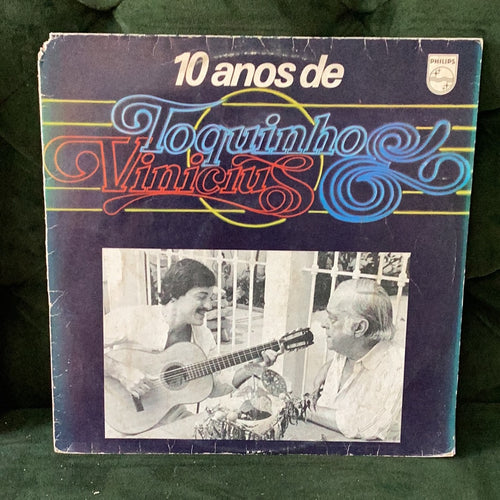 10 anos de
PHILIPS
Toquinho &
Vinicius